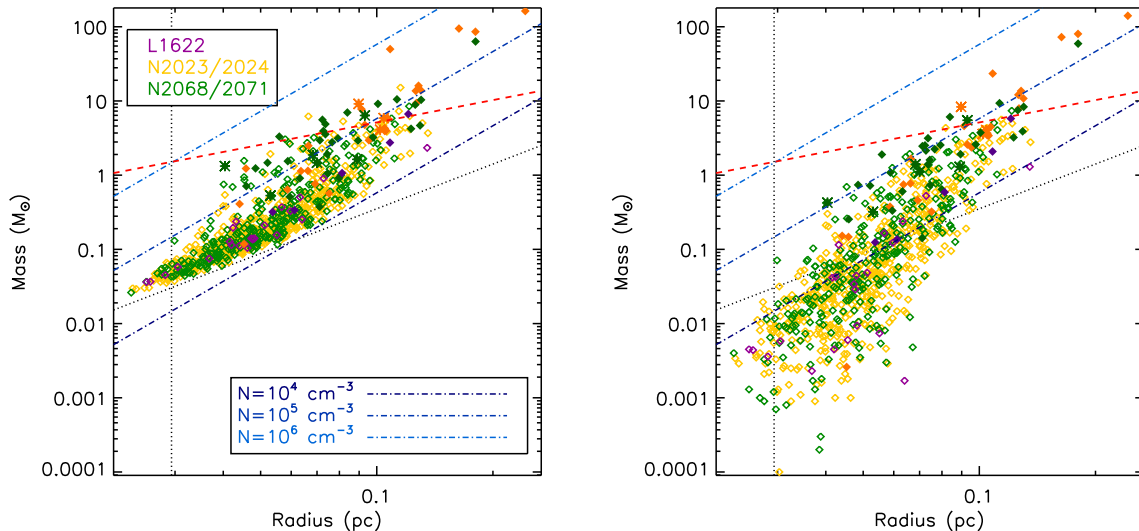 L1622
N2023/2024
N2068/2071
100
10
1
0.1
0.01
0.001
0.0001
Mass (M☉)
N=10⁴ cm⁻³
N=10⁵ cm⁻³
N=10⁶ cm⁻³
0.1
Radius (pc)
100
10
1
0.1
0.01
0.001
0.0001
Mass (M☉)
0.1
Radius (pc)